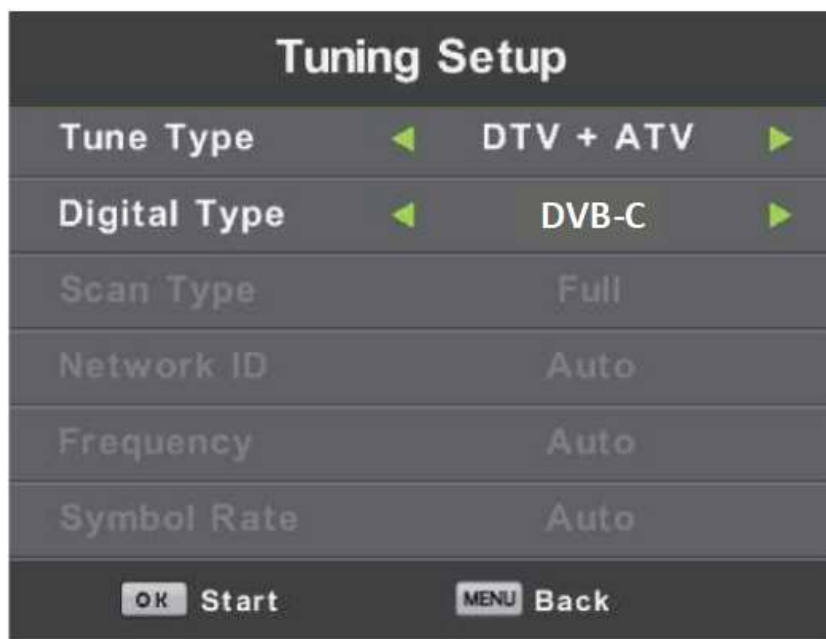 Tuning Setup
Tune Type DTV + ATV
Digital Type DVB-C
Scan Type Full
Network ID Auto
Frequency Auto
Symbol Rate Auto
OK Start MENU Back